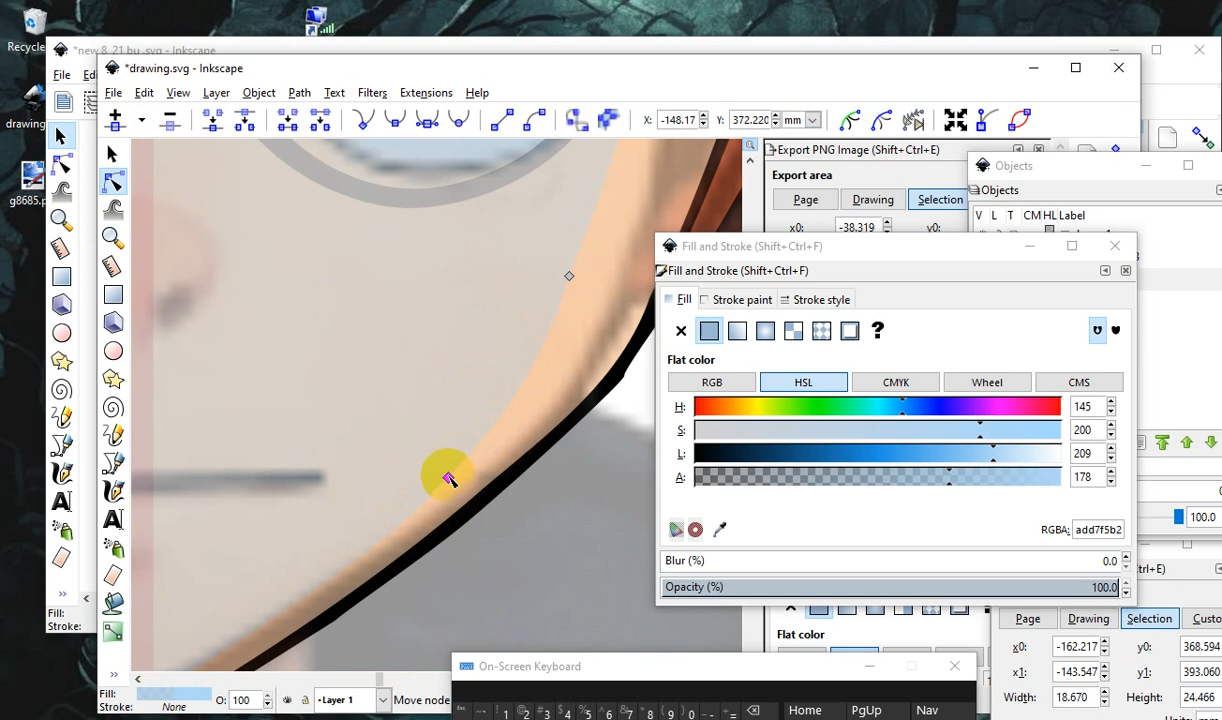 Recycle
drawing
g8685.p
*new 8_21 bu .svg - Inkscape
File
*drawing.svg - Inkscape
File Edit View Layer Object Path Text Filters Extensions Help
X: -148.17 Y: 372.220 mm
Export PNG Image (Shift+Ctrl+E)
Export area
Page Drawing Selection
x0: -38.319 y0:
Objects
Objects
V L T CM HL Label
Fill and Stroke (Shift+Ctrl+F)
Fill and Stroke (Shift+Ctrl+F)
Fill Stroke paint Stroke style
Flat color
RGB HSL CMYK Wheel CMS
H: 145
S: 200
L: 209
A: 178
RGBA: add7f5b2
Blur (%) 0.0
Opacity (%) 100.0
100.0
Flat color
Page Drawing Selection Custo
x0: -162.217 y0: 368.594
x1: -143.547 y1: 393.060
Width: 18.670 Height: 24.466
Fill:
Stroke:
Fill:
Stroke: None
O: 100 Layer 1 Move node
On-Screen Keyboard
Home PgUp Nav